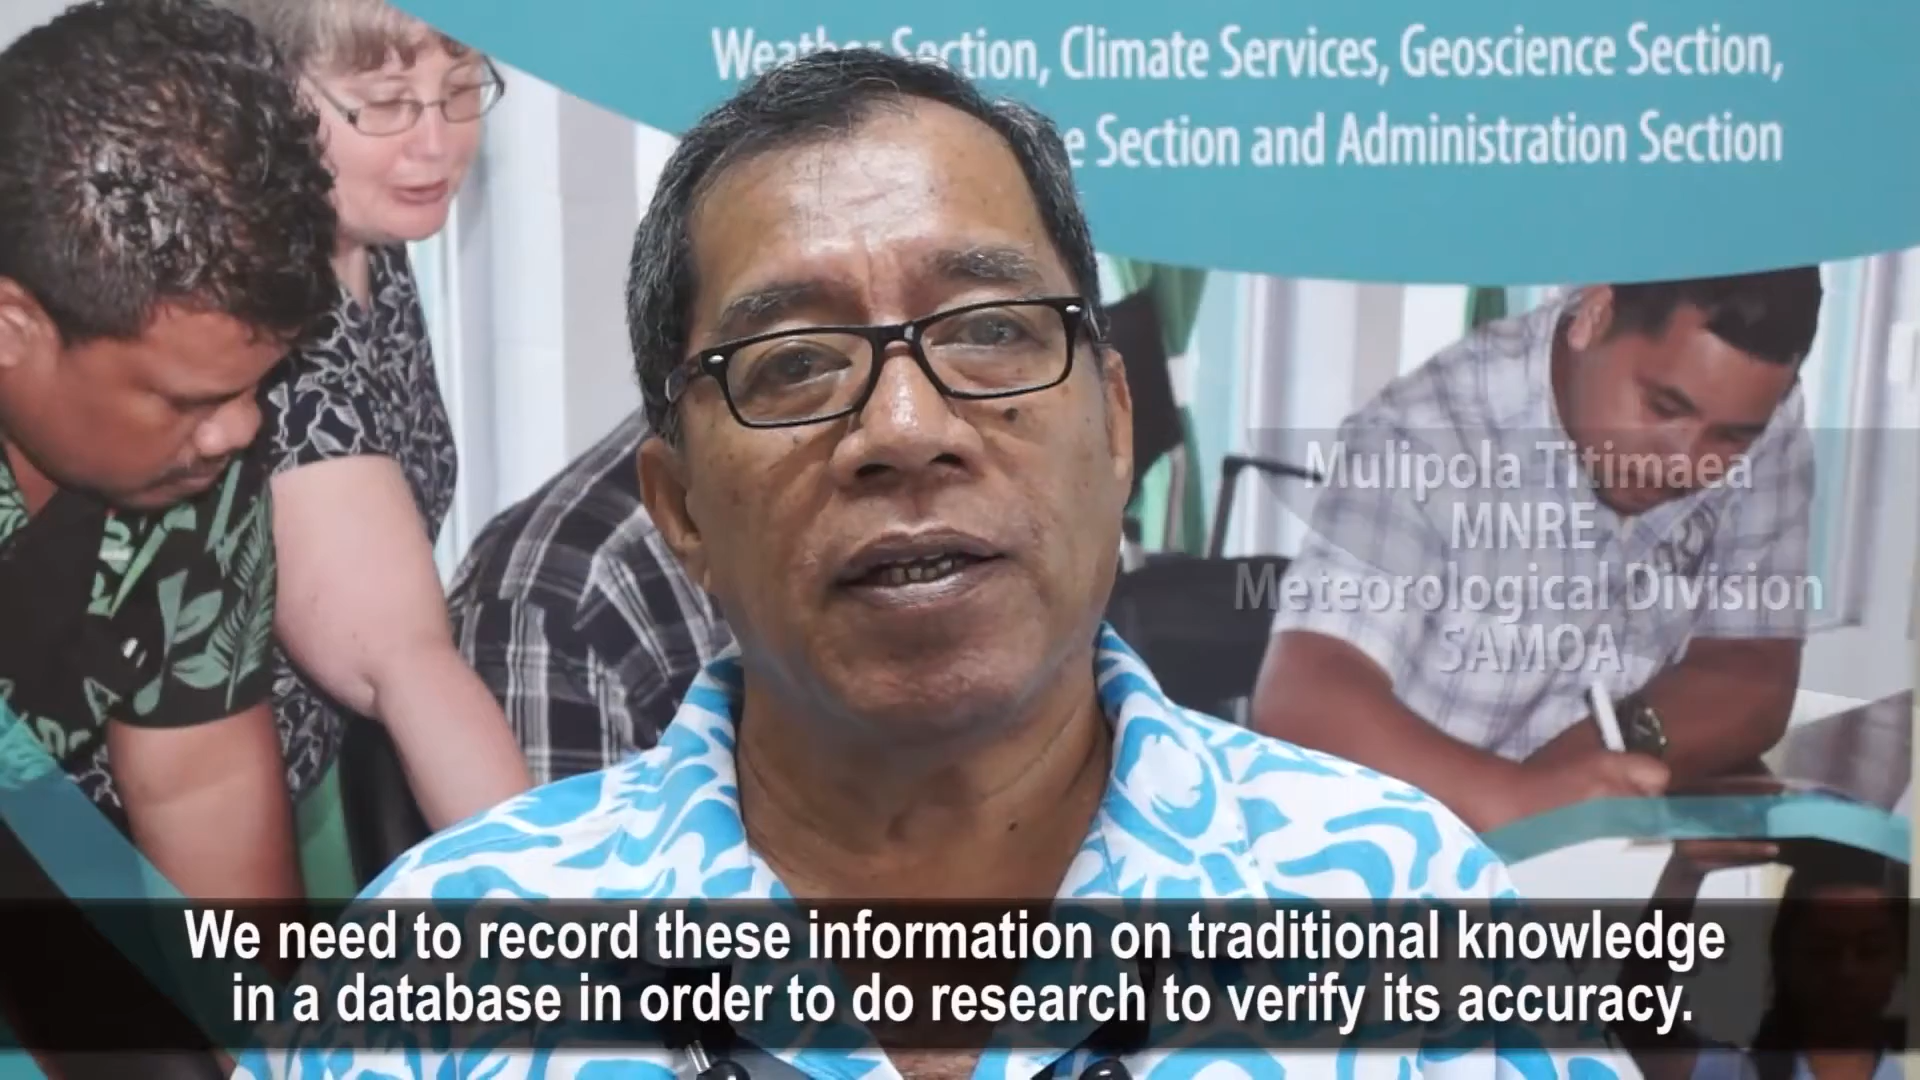 Weather Section, Climate Services, Geoscience Section,
e Section and Administration Section
Mulipola Titimaea
MNRE
Meteorological Division
SAMOA
We need to record these information on traditional knowledge
in a database in order to do research to verify its accuracy.